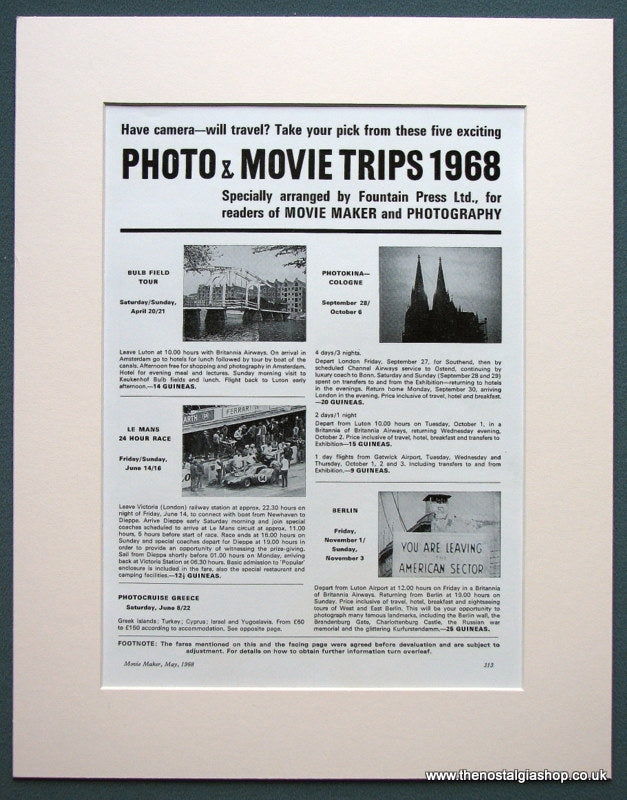 Have camera—will travel? Take your pick from these five exciting
PHOTO & MOVIE TRIPS 1968
Specially arranged by Fountain Press Ltd., for
readers of MOVIE MAKER and PHOTOGRAPHY
BULB FIELD
TOUR
Saturday/Sunday,
April 20/21
Leave Luton at 10.00 hours with Britannia Airways. On arrival in
Amsterdam go to hotels for lunch followed by tour by boat of the
canals. Afternoon free for shopping and photography in Amsterdam.
Hotel for evening meal and lectures. Sunday morning visit to
Keukenhof Bulb fields and lunch. Flight back to Luton early
afternoon.—14 GUINEAS.
LE MANS
24 HOUR RACE
Friday/Sunday,
June 14/16
ARTH
FERRARI
Leave Victoria (London) railway station at approx. 22.30 hours on
night of Friday, June 14, to connect with boat from Newhaven to
Dieppe. Arrive Dieppe early Saturday morning and join special
coaches scheduled to arrive at Le Mans circuit at approx. 11.00
hours, 5 hours before start of race. Race ends at 16.00 hours on
Sunday and special coaches depart for Dieppe at 19.00 hours in
order to provide an opportunity of witnessing the prize-giving.
Sail from Dieppe shortly before 01.00 hours on Monday, arriving
back at Victoria Station at 06.30 hours. Basic admission to 'Popular'
enclosure is included in the fare, also the special restaurant and
camping facilities.—12½ GUINEAS.
PHOTOCRUISE GREECE
Saturday, June 8/22
Greek Islands; Turkey; Cyprus; Israel and Yugoslavia. From £60
to £150 according to accommodation. See opposite page.
PHOTOKINA—
COLOGNE
September 28/
October 6
4 days/3 nights.
Depart London Friday, September 27, for Southend, then by
scheduled Channel Airways service to Ostend, continuing by
luxury coach to Bonn. Saturday and Sunday (September 28 and 29)
spent on transfers to and from the Exhibition—returning to hotels
in the evenings. Return home Monday, September 30, arriving
London in the evening. Price inclusive of travel, hotel and breakfast.
—20 GUINEAS.
2 days/1 night
Depart from Luton 10.00 hours on Tuesday, October 1, in a
Britannia of Britannia Airways, returning Wednesday evening,
October 2. Price inclusive of travel, hotel, breakfast and transfers to
Exhibition—15 GUINEAS.
1 day flights from Gatwick Airport, Tuesday, Wednesday and
Thursday, October 1, 2 and 3. Including transfers to and from
Exhibition.—9 GUINEAS.
BERLIN
Friday,
November 1/
Sunday,
November 3
YOU ARE LEAVING
AMERICAN SECTOR
Depart from Luton Airport at 12.00 hours on Friday in a Britannia
of Britannia Airways. Returning from Berlin at 19.00 hours on
Sunday. Price inclusive of travel, hotel, breakfast and sightseeing
tours of West and East Berlin. This will be your opportunity to
photograph many famous landmarks, including the Berlin wall, the
Brandenburg Gate, Charlottenburg Castle, the Russian war
memorial and the glittering Kurfurstendamm.—25 GUINEAS.
FOOTNOTE: The fares mentioned on this and the facing page were agreed before devaluation and are subject to
adjustment. For details on how to obtain further information turn overleaf.
Movie Maker, May, 1968
313
www.thenostalgiashop.co.uk